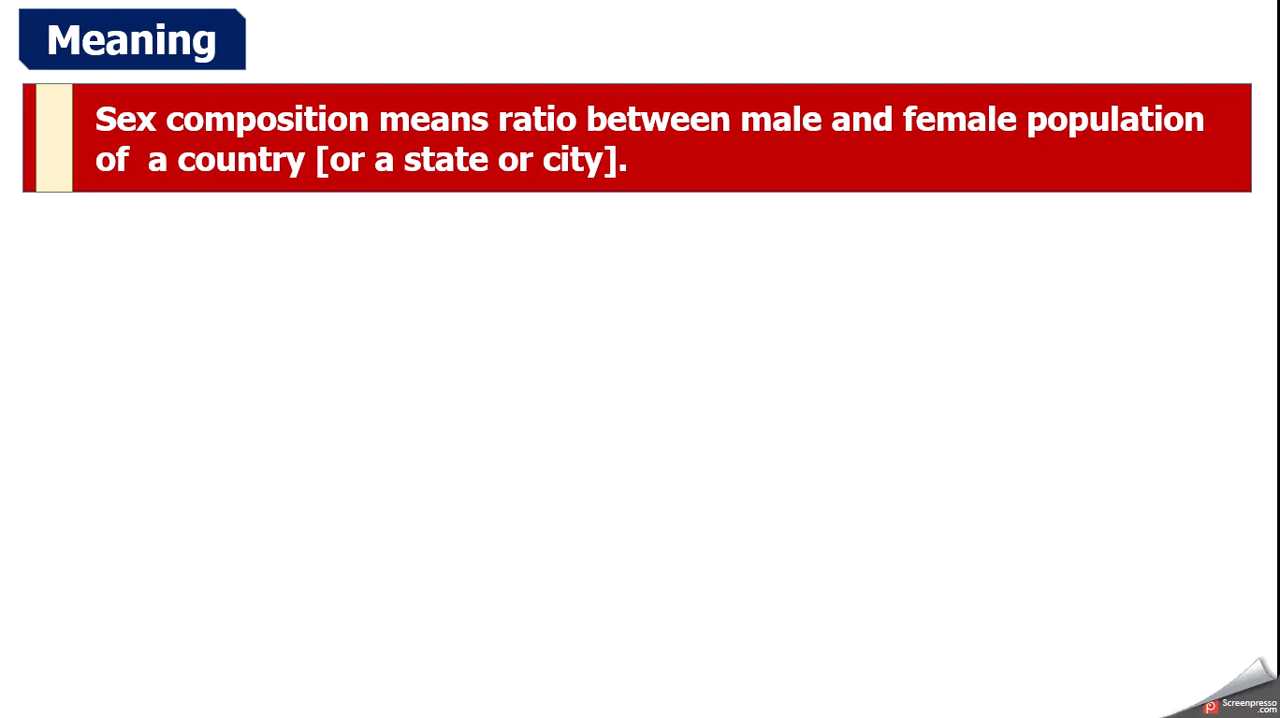 Meaning
Sex composition means ratio between male and female population
of  a country [or a state or city].
Screenpresso
.com